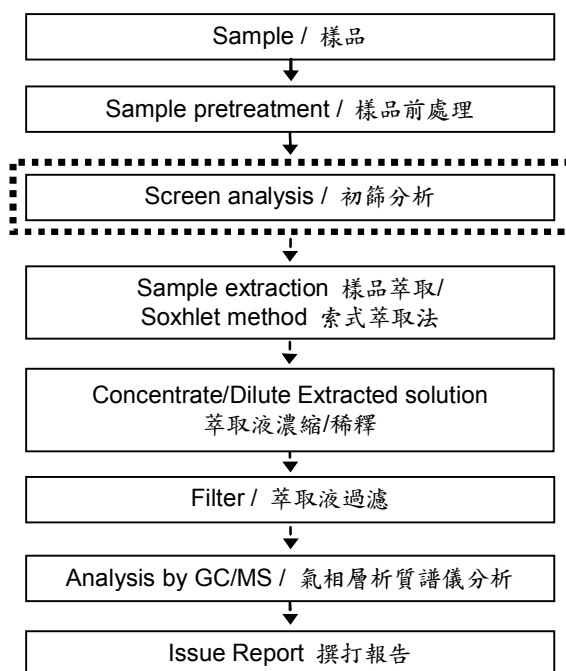 Sample / 樣品
Sample pretreatment / 樣品前處理
Screen analysis / 初篩分析
Sample extraction 樣品萃取/
Soxhlet method 索式萃取法
Concentrate/Dilute Extracted solution
萃取液濃縮/稀釋
Filter / 萃取液過濾
Analysis by GC/MS / 氣相層析質譜儀分析
Issue Report 撰打報告